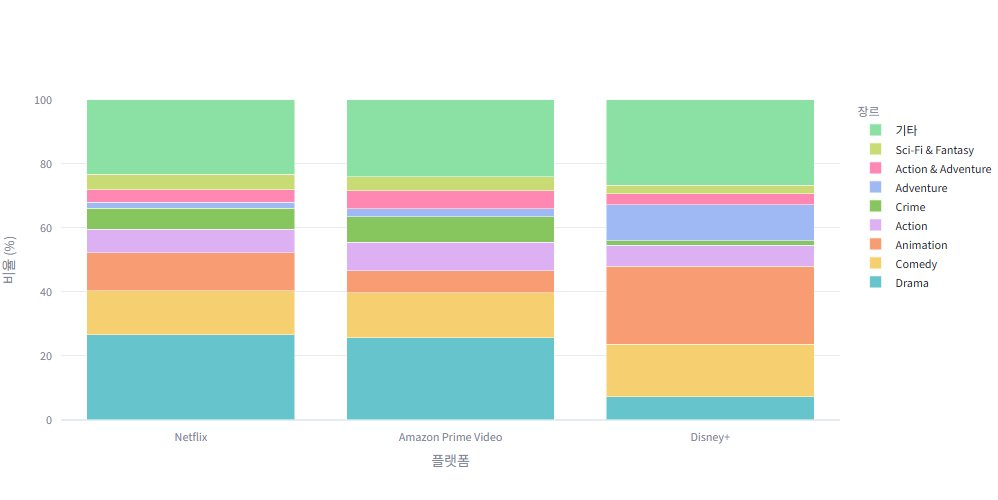 100
80
60
40
20
0
비율 (%)
Netflix
Amazon Prime Video
Disney+
플랫폼
장르
기타
Sci-Fi & Fantasy
Action & Adventure
Adventure
Crime
Action
Animation
Comedy
Drama